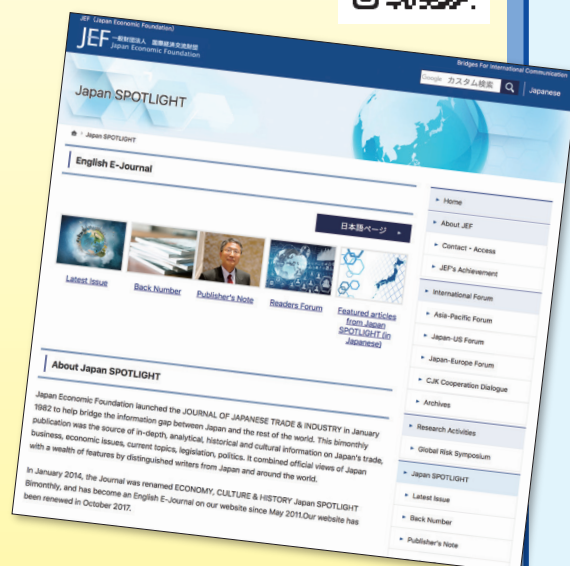 JEF (Japan Economic Foundation)
JEF 一般財団法人 国際経済交流財団
Japan Economic Foundation
Bridges For International Communication
Google カスタム検索
Japanese
Japan SPOTLIGHT
Japan SPOTLIGHT
English E-Journal
日本語ページ
Latest Issue
Back Number
Publisher's Note
Readers Forum
Featured articles
from Japan
SPOTLIGHT (in
Japanese)
About Japan SPOTLIGHT
Japan Economic Foundation launched the JOURNAL OF JAPANESE TRADE & INDUSTRY in January
1982 to help bridge the information gap between Japan and the rest of the world. This bimonthly
publication was the source of in-depth, analytical, historical and cultural information on Japan's trade,
business, economic issues, current topics, legislation, politics. It combined official views of Japan
with a wealth of features by distinguished writers from Japan and around the world.
In January 2014, the Journal was renamed ECONOMY, CULTURE & HISTORY Japan SPOTLIGHT
Bimonthly, and has become an English E-Journal on our website since May 2011.Our website has
been renewed in October 2017.
Home
About JEF
Contact・Access
JEF's Achievement
International Forum
Asia-Pacific Forum
Japan-US Forum
Japan-Europe Forum
CJK Cooperation Dialogue
Archives
Research Activities
Global Risk Symposium
Japan SPOTLIGHT
Latest Issue
Back Number
Publisher's Note